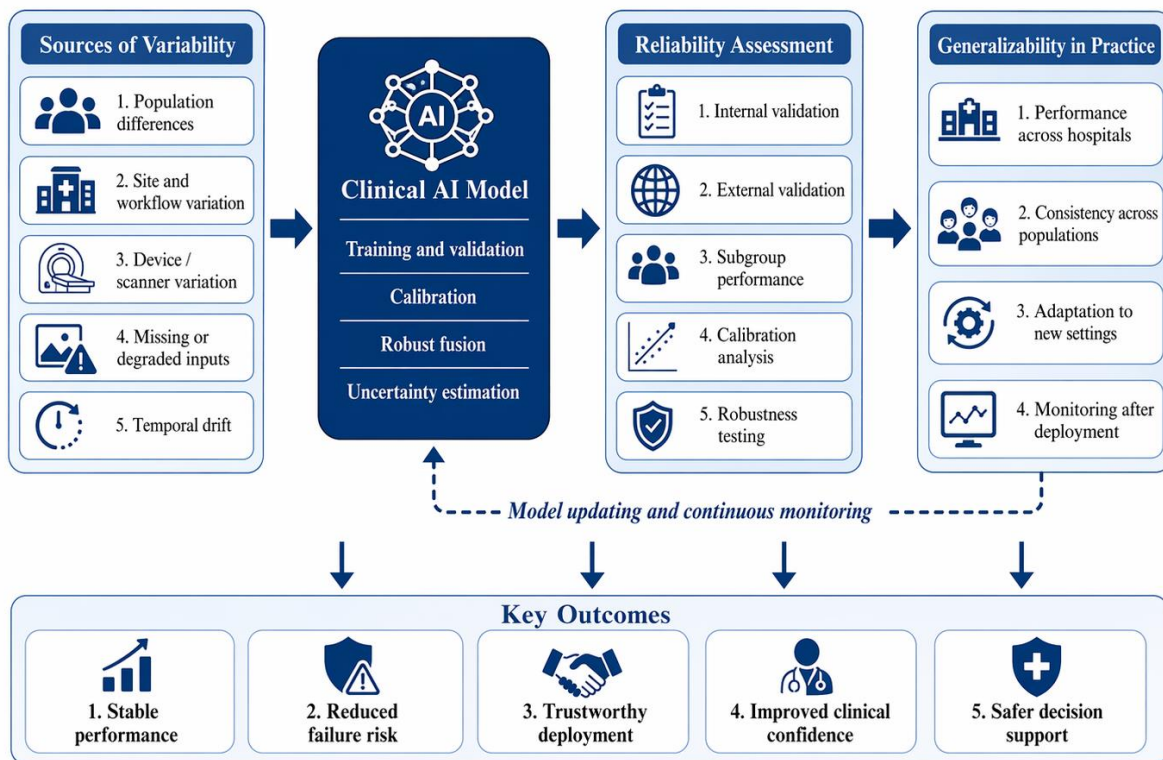 Sources of Variability
1. Population
differences
2. Site and
workflow variation
3. Device /
scanner variation
4. Missing or
degraded inputs
5. Temporal drift
AI
Clinical AI Model
Training and validation
Calibration
Robust fusion
Uncertainty estimation
Reliability Assessment
1. Internal validation
2. External validation
3. Subgroup
performance
4. Calibration
analysis
5. Robustness
testing
Generalizability in Practice
1. Performance
across hospitals
2. Consistency across
populations
3. Adaptation to
new settings
4. Monitoring after
deployment
Model updating and continuous monitoring
Key Outcomes
1. Stable
performance
2. Reduced
failure risk
3. Trustworthy
deployment
4. Improved clinical
confidence
5. Safer decision
support